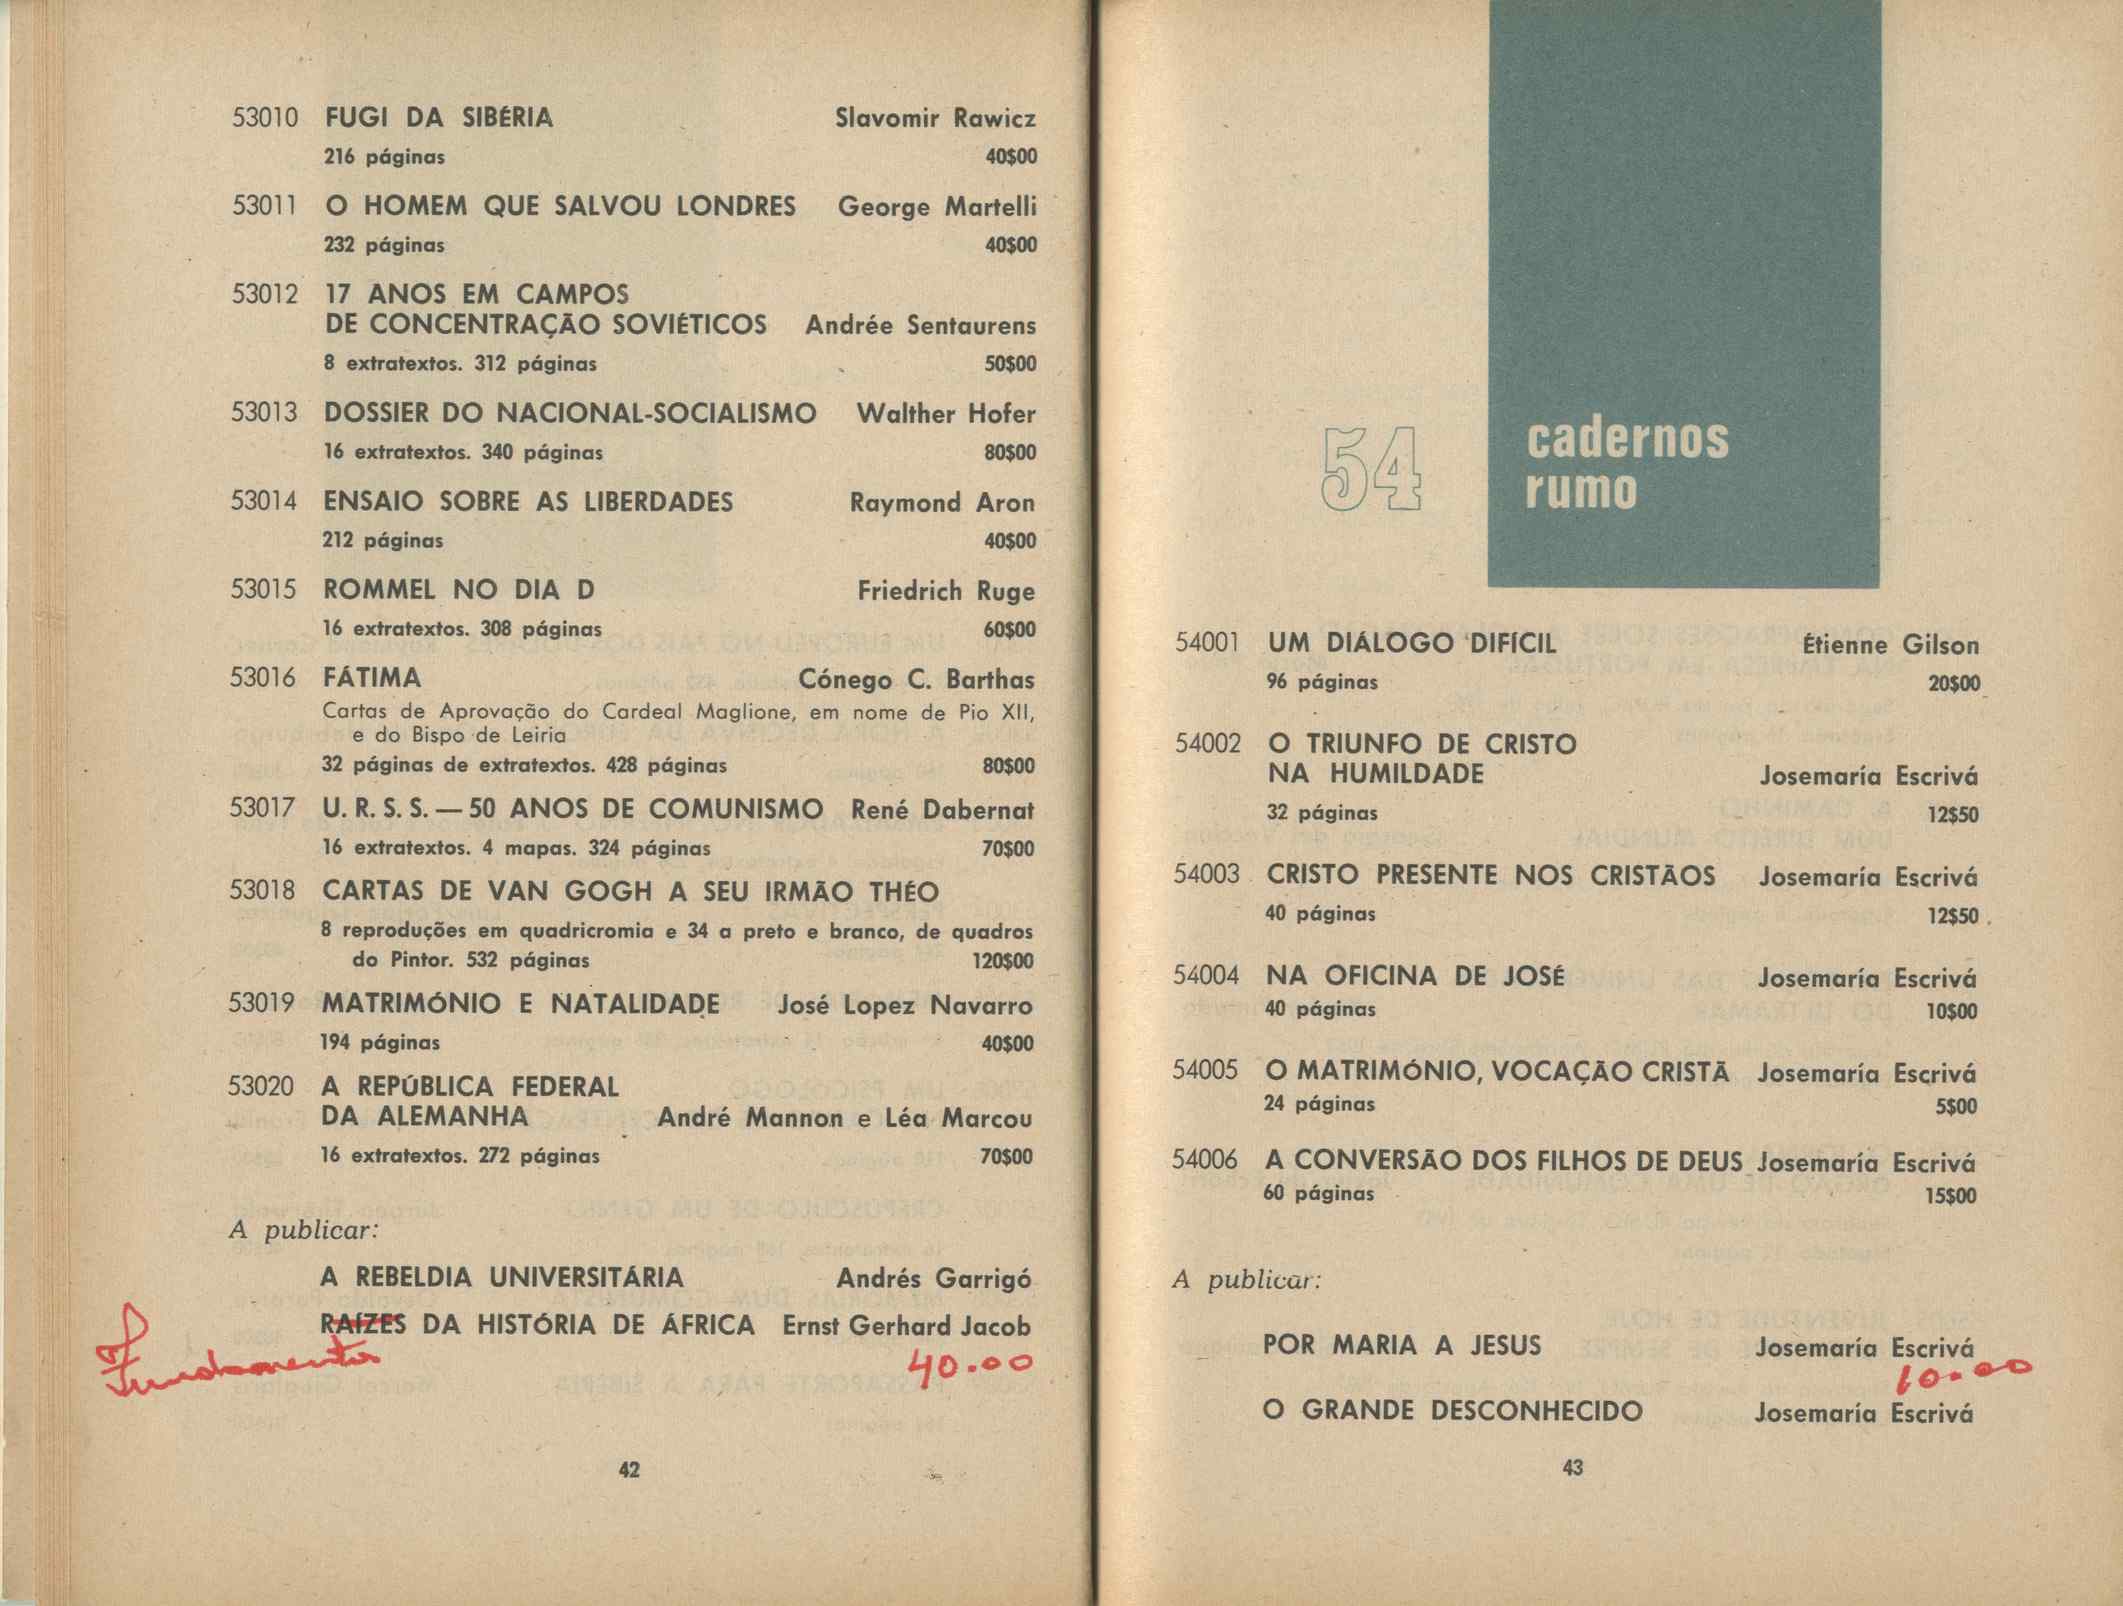 53010 FUGI DA SIBÉRIA Slavomir Rawicz
216 páginas 40$00
53011 O HOMEM QUE SALVOU LONDRES George Martelli
232 páginas 40$00
53012 17 ANOS EM CAMPOS
DE CONCENTRAÇÃO SOVIÉTICOS Andrée Sentaurens
8 extratextos. 312 páginas 50$00
53013 DOSSIER DO NACIONAL-SOCIALISMO Walther Hofer
16 extratextos. 340 páginas 80$00
53014 ENSAIO SOBRE AS LIBERDADES Raymond Aron
212 páginas 40$00
53015 ROMMEL NO DIA D Friedrich Ruge
16 extratextos. 308 páginas 60$00
53016 FÁTIMA Cónego C. Barthas
Cartas de Aprovação do Cardeal Maglione, em nome de Pio XII,
e do Bispo de Leiria
32 páginas de extratextos. 428 páginas 80$00
53017 U. R. S. S. — 50 ANOS DE COMUNISMO René Dabernat
16 extratextos. 4 mapas. 324 páginas 70$00
53018 CARTAS DE VAN GOGH A SEU IRMÃO THÉO
8 reproduções em quadricromia e 34 a preto e branco, de quadros
do Pintor. 532 páginas 120$00
53019 MATRIMÓNIO E NATALIDADE José Lopez Navarro
194 páginas 40$00
53020 A REPÚBLICA FEDERAL
DA ALEMANHA André Mannon e Léa Marcou
16 extratextos. 272 páginas 70$00
A publicar:
A REBELDIA UNIVERSITÁRIA Andrés Garrigó
RAÍZES DA HISTÓRIA DE ÁFRICA Ernst Gerhard Jacob
Fundamentos 40.00
42
54 cadernos
rumo
54001 UM DIÁLOGO DIFÍCIL Étienne Gilson
96 páginas 20$00
54002 O TRIUNFO DE CRISTO
NA HUMILDADE Josemaría Escrivá
32 páginas 12$50
54003 CRISTO PRESENTE NOS CRISTÃOS Josemaría Escrivá
40 páginas 12$50
54004 NA OFICINA DE JOSÉ Josemaría Escrivá
40 páginas 10$00
54005 O MATRIMÓNIO, VOCAÇÃO CRISTÃ Josemaría Escrivá
24 páginas 5$00
54006 A CONVERSÃO DOS FILHOS DE DEUS Josemaría Escrivá
60 páginas 15$00
A publicar:
POR MARIA A JESUS Josemaría Escrivá
10.00
O GRANDE DESCONHECIDO Josemaría Escrivá
43